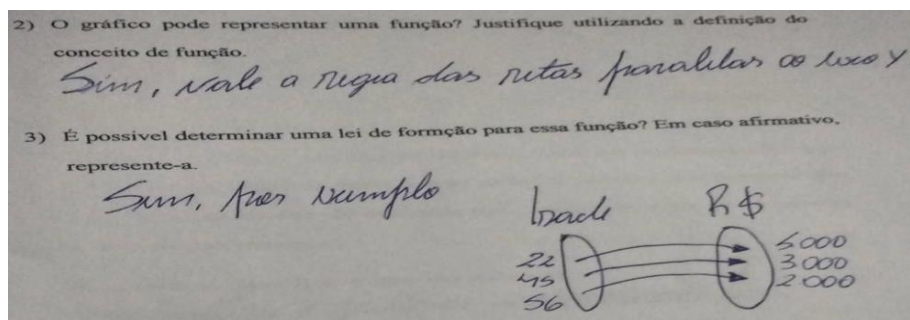 2) O gráfico pode representar uma função? Justifique utilizando a definição do
conceito de função.
Sim, vale a regra das retas paralelas ao eixo y
3) É possivel determinar uma lei de formção para essa função? Em caso afirmativo,
represente-a.
Sim, por exemplo
Idade R$
22 5000
45 3000
56 2000